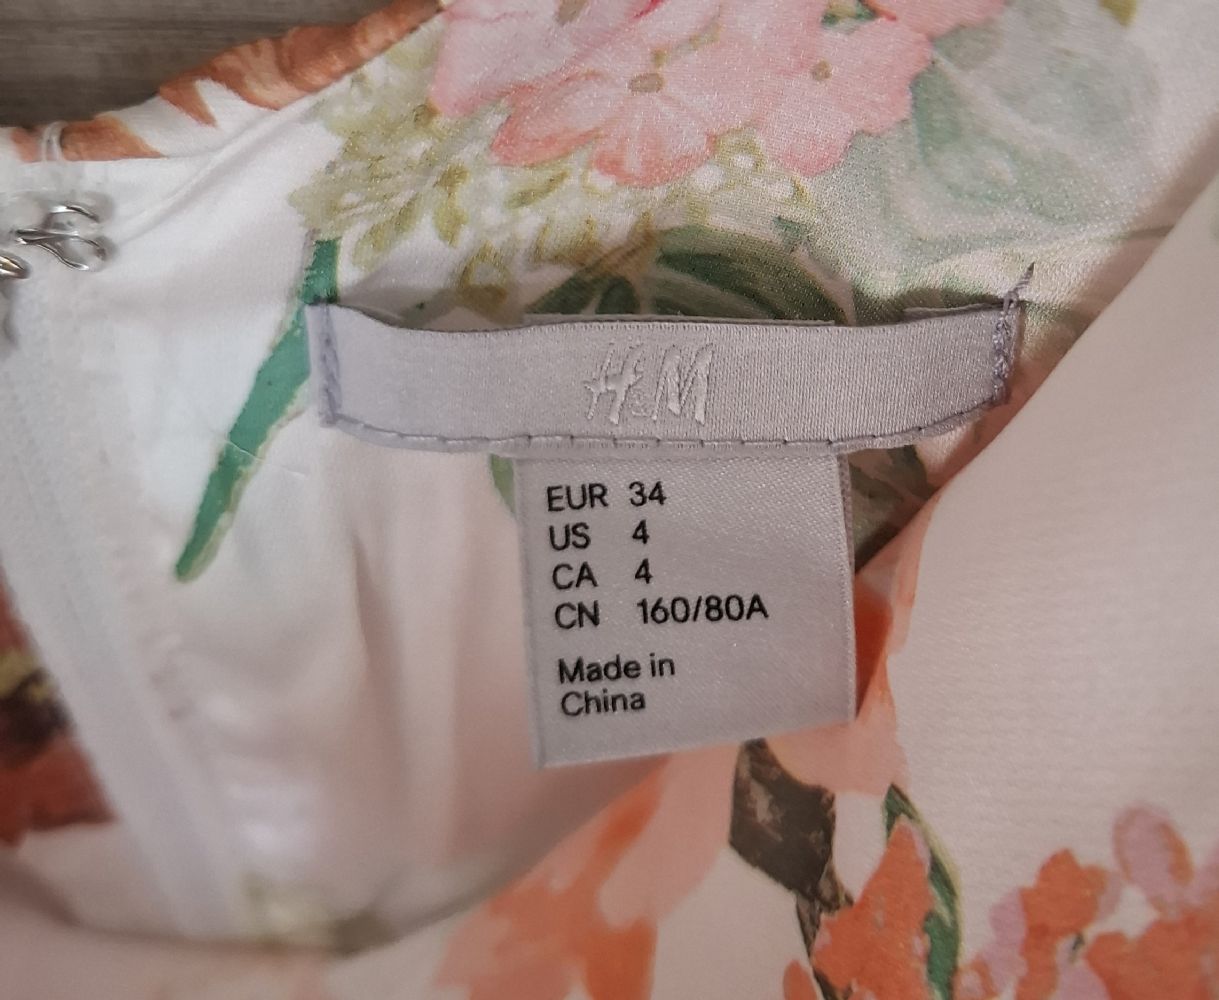 H&M
EUR 34
US 4
CA 4
CN 160/80A
Made in
China